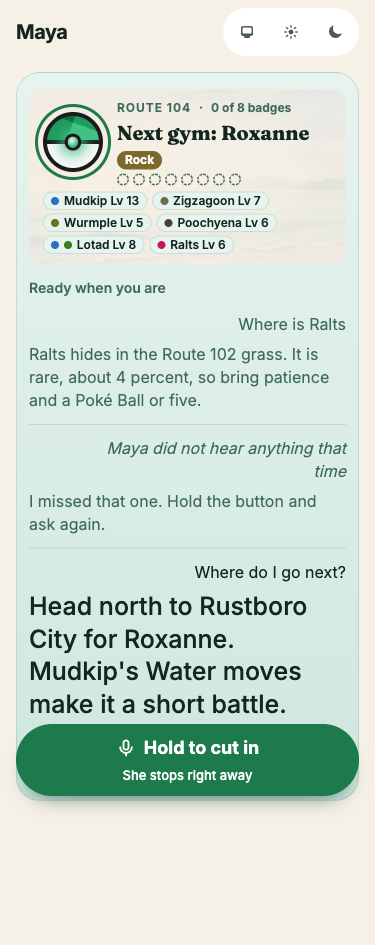 Maya
ROUTE 104 · 0 of 8 badges
Next gym: Roxanne
Rock
Mudkip Lv 13
Zigzagoon Lv 7
Wurmple Lv 5
Poochyena Lv 6
Lotad Lv 8
Ralts Lv 6
Ready when you are
Where is Ralts
Ralts hides in the Route 102 grass. It is
rare, about 4 percent, so bring patience
and a Poké Ball or five.
Maya did not hear anything that
time
I missed that one. Hold the button and
ask again.
Where do I go next?
Head north to Rustboro
City for Roxanne.
Mudkip's Water moves
make it a short battle.
Hold to cut in
She stops right away